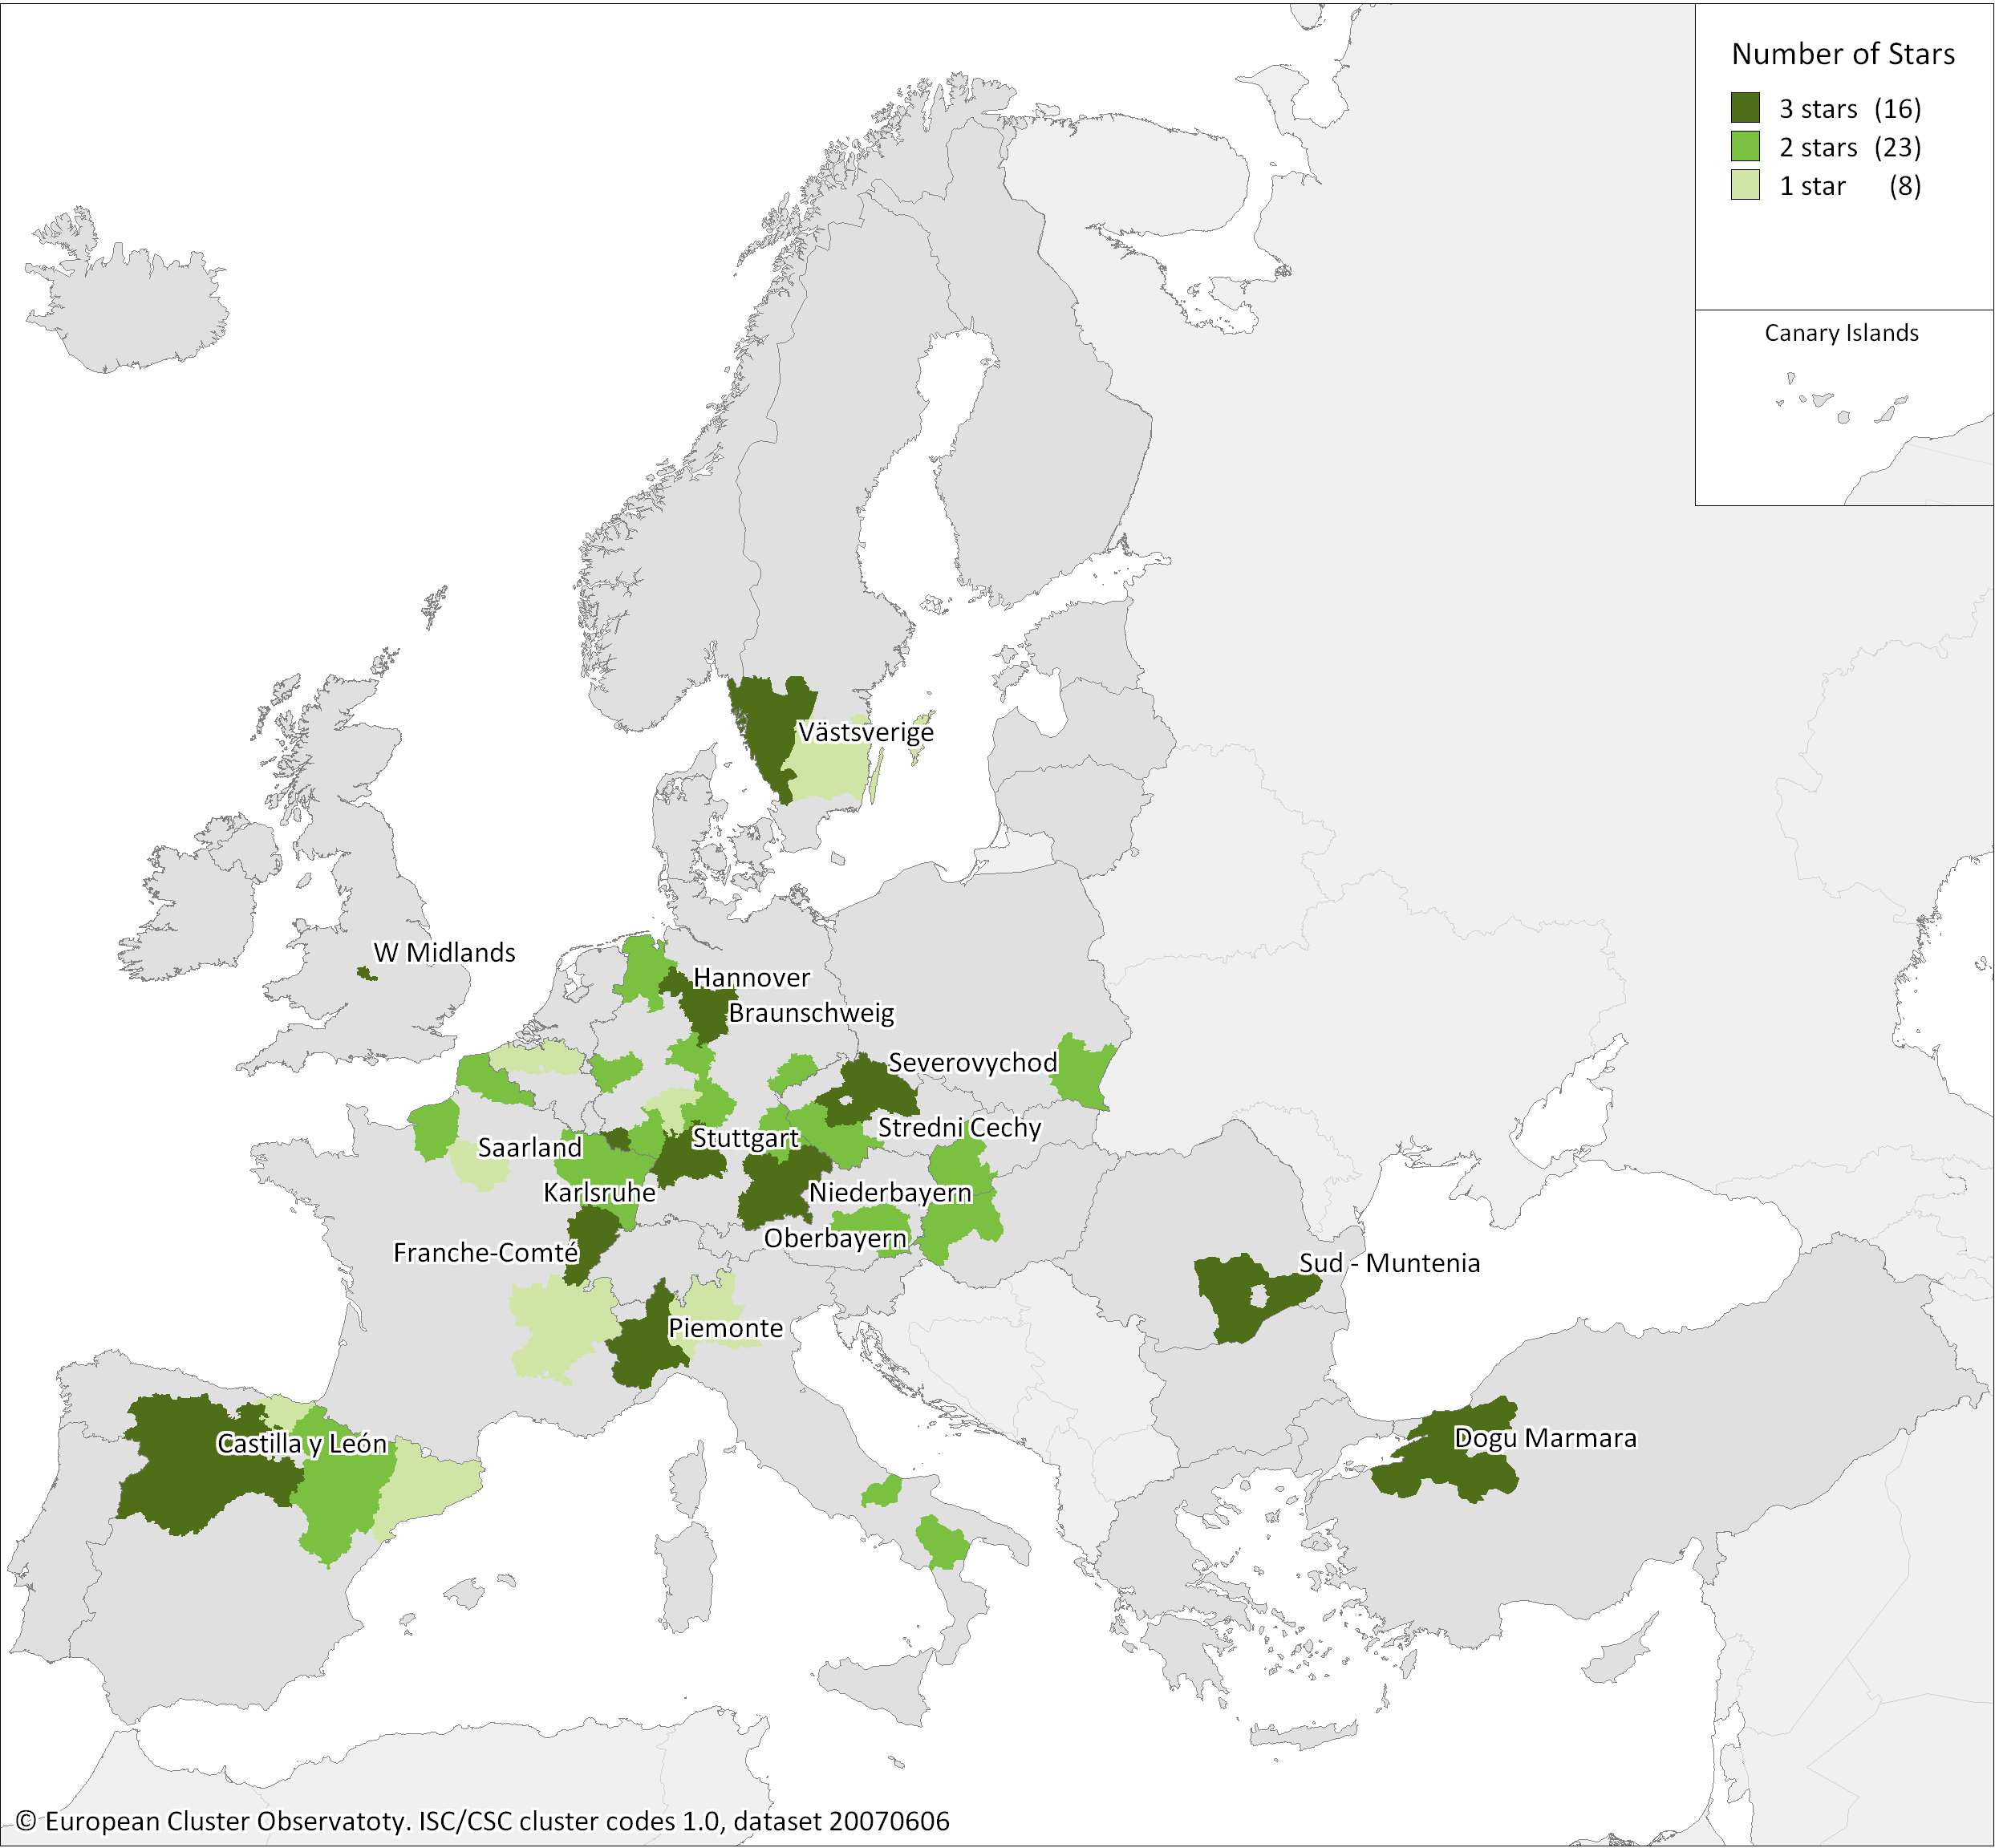 Number of Stars
3 stars (16)
2 stars (23)
1 star (8)
Canary Islands
Västsverige
W Midlands
Hannover
Braunschweig
Severovychod
Stredni Cechy
Stuttgart
Saarland
Karlsruhe
Niederbayern
Oberbayern
Franche-Comté
Sud - Muntenia
Piemonte
Castilla y León
Dogu Marmara
© European Cluster Observatoty. ISC/CSC cluster codes 1.0, dataset 20070606